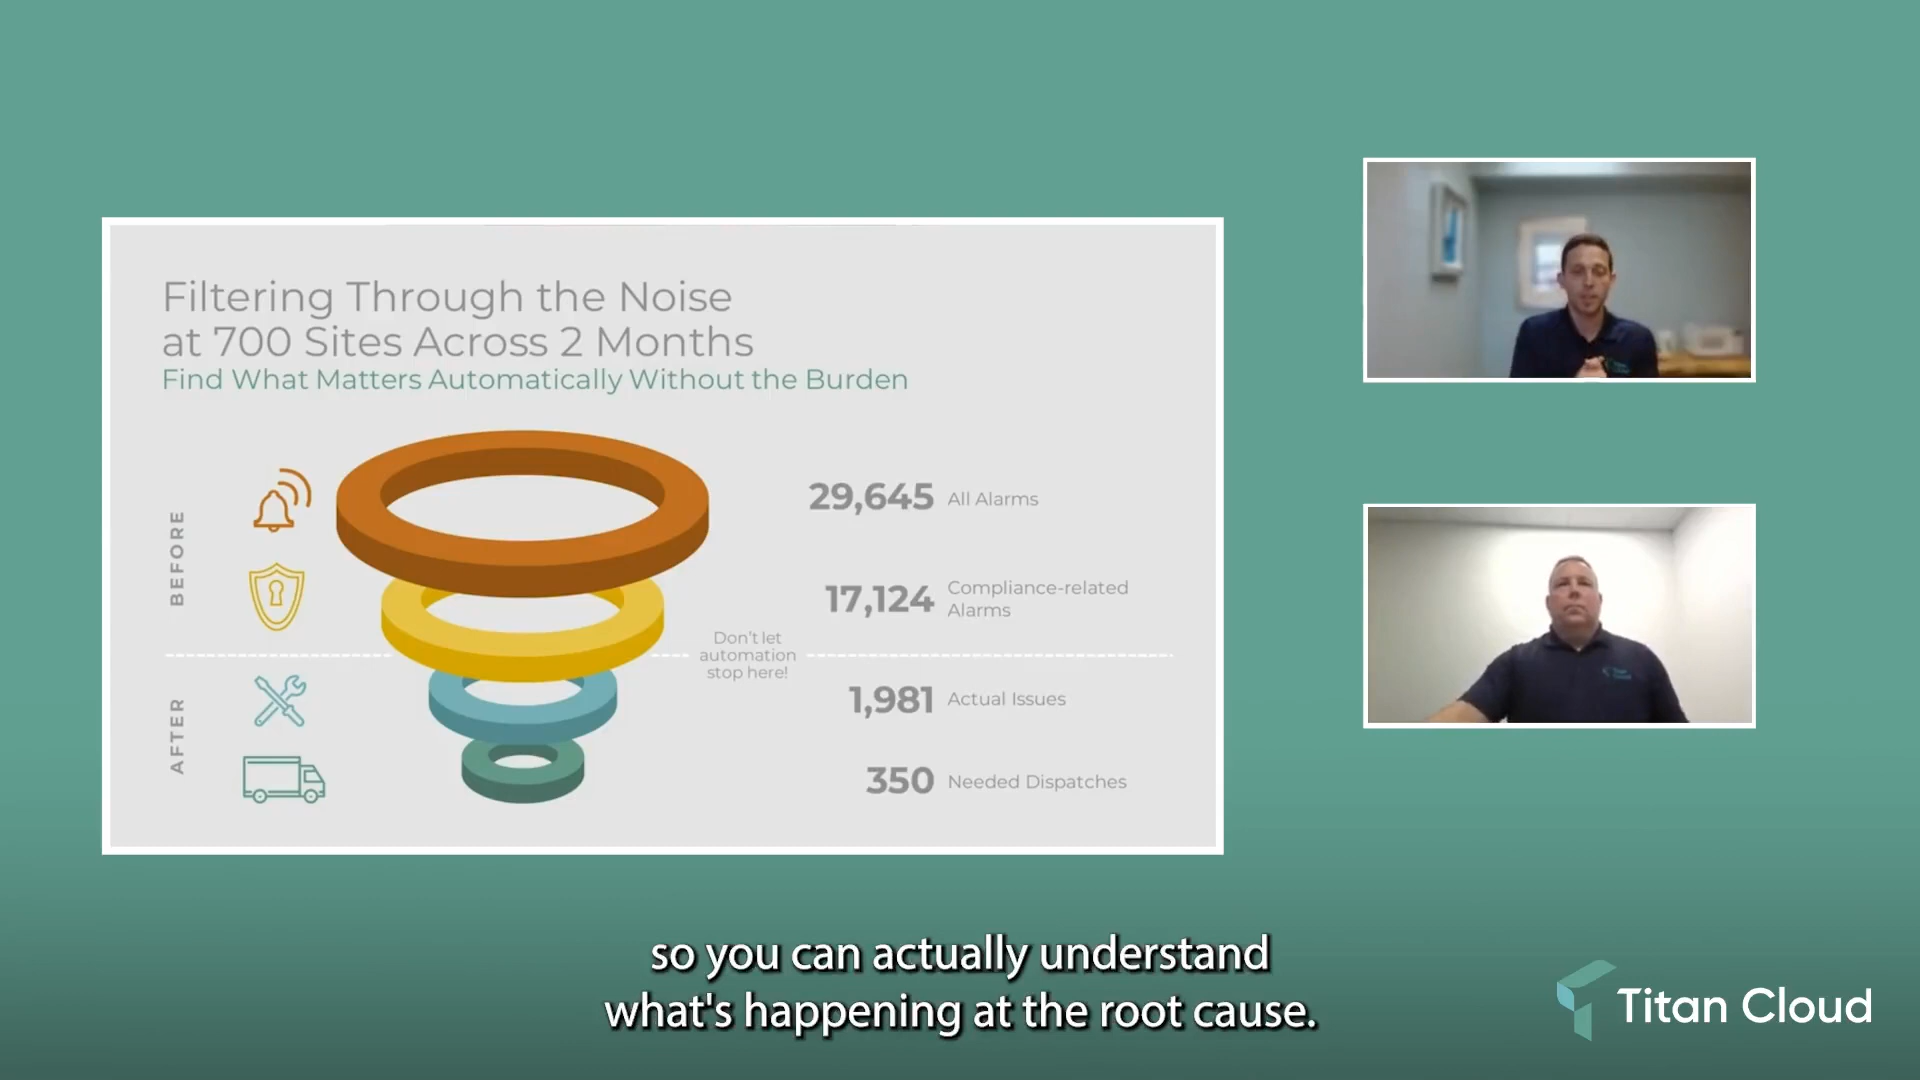 Filtering Through the Noise
at 700 Sites Across 2 Months
Find What Matters Automatically Without the Burden
BEFORE
29,645 All Alarms
17,124 Compliance-related
Alarms
Don't let
automation
stop here!
AFTER
1,981 Actual Issues
350 Needed Dispatches
so you can actually understand
what's happening at the root cause.
Titan Cloud